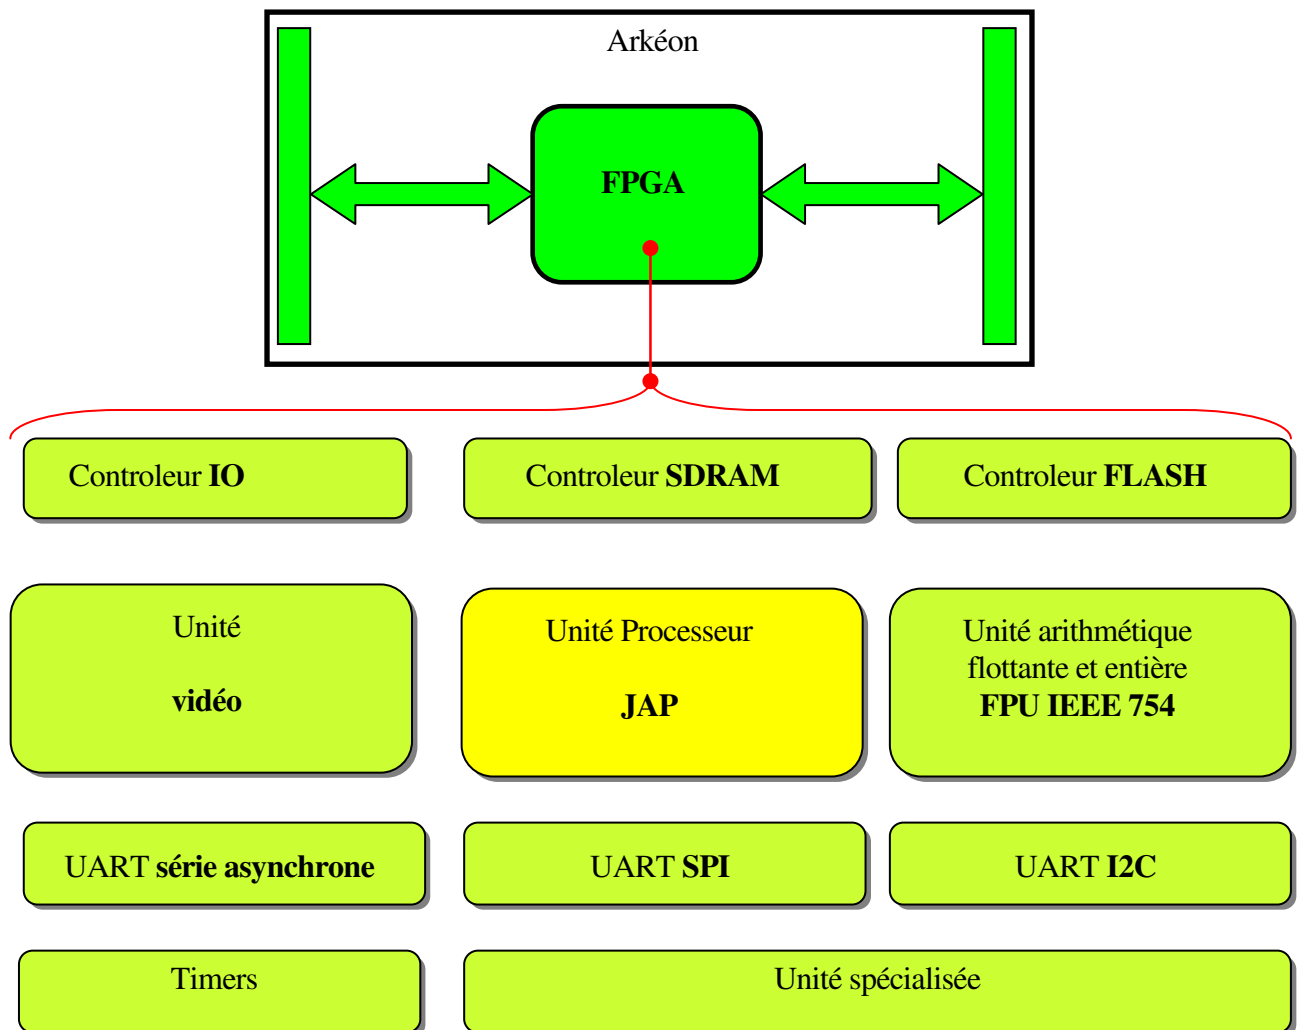 Arkéon
FPGA
Controleur IO
Controleur SDRAM
Controleur FLASH
Unité
vidéo
Unité Processeur
JAP
Unité arithmétique
flottante et entière
FPU IEEE 754
UART série asynchrone
UART SPI
UART I2C
Timers
Unité spécialisée